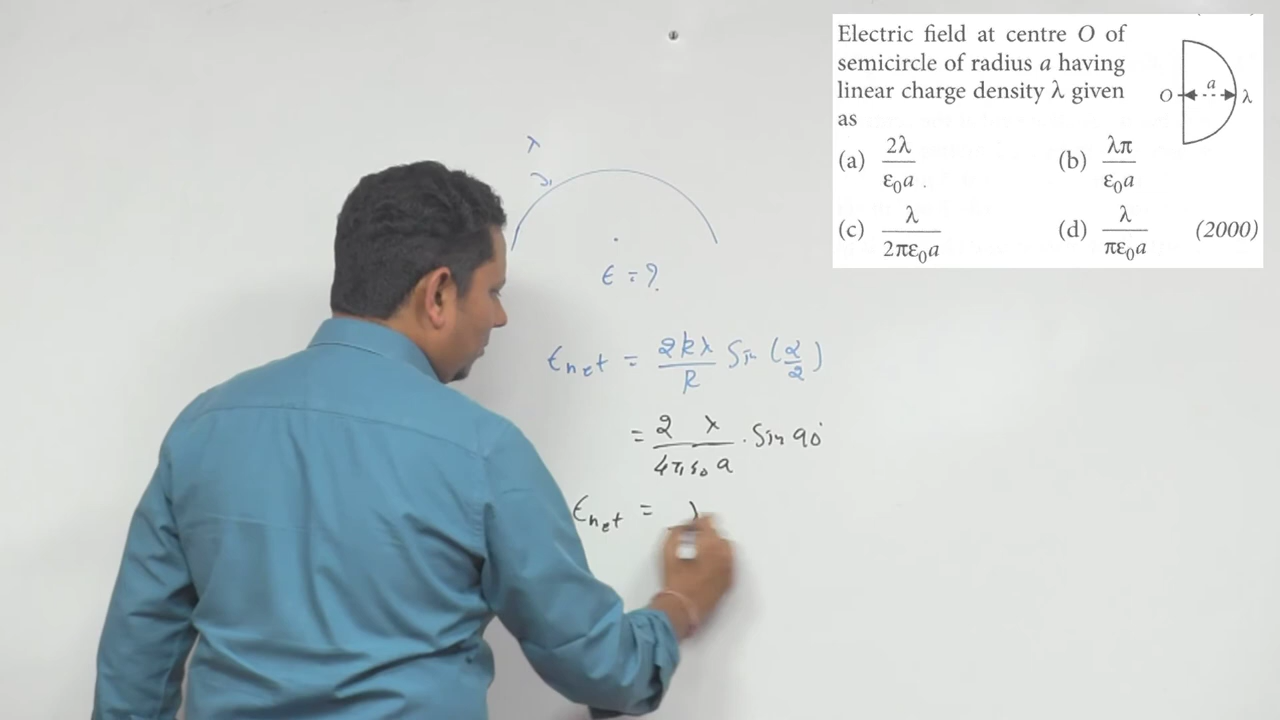 Electric field at centre O of
semicircle of radius a having
linear charge density λ given
as
(a) 2λ/ε₀a .
(b) λπ/ε₀a
(c) λ/2πε₀a
(d) λ/πε₀a (2000)
O a λ
λ
E = ?
Enet = 2kλ/R Sin (α/2)
= 2 λ/4πε₀ a . Sin 90°
Enet = λ